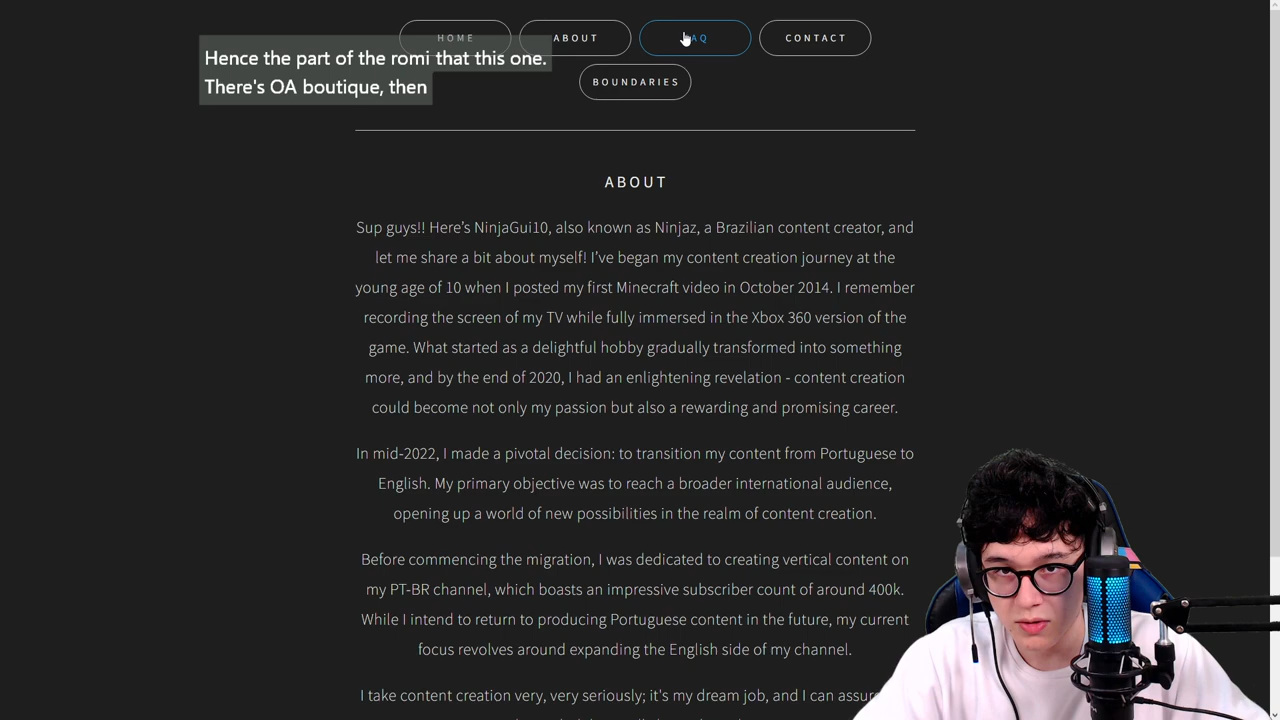 HOME ABOUT FAQ CONTACT
Hence the part of the romi that this one.
There's OA boutique, then
BOUNDARIES
ABOUT
Sup guys!! Here's NinjaGui10, also known as Ninjaz, a Brazilian content creator, and
let me share a bit about myself! I've began my content creation journey at the
young age of 10 when I posted my first Minecraft video in October 2014. I remember
recording the screen of my TV while fully immersed in the Xbox 360 version of the
game. What started as a delightful hobby gradually transformed into something
more, and by the end of 2020, I had an enlightening revelation - content creation
could become not only my passion but also a rewarding and promising career.
In mid-2022, I made a pivotal decision: to transition my content from Portuguese to
English. My primary objective was to reach a broader international audience,
opening up a world of new possibilities in the realm of content creation.
Before commencing the migration, I was dedicated to creating vertical content on
my PT-BR channel, which boasts an impressive subscriber count of around 400k.
While I intend to return to producing Portuguese content in the future, my current
focus revolves around expanding the English side of my channel.
I take content creation very, very seriously; it's my dream job, and I can